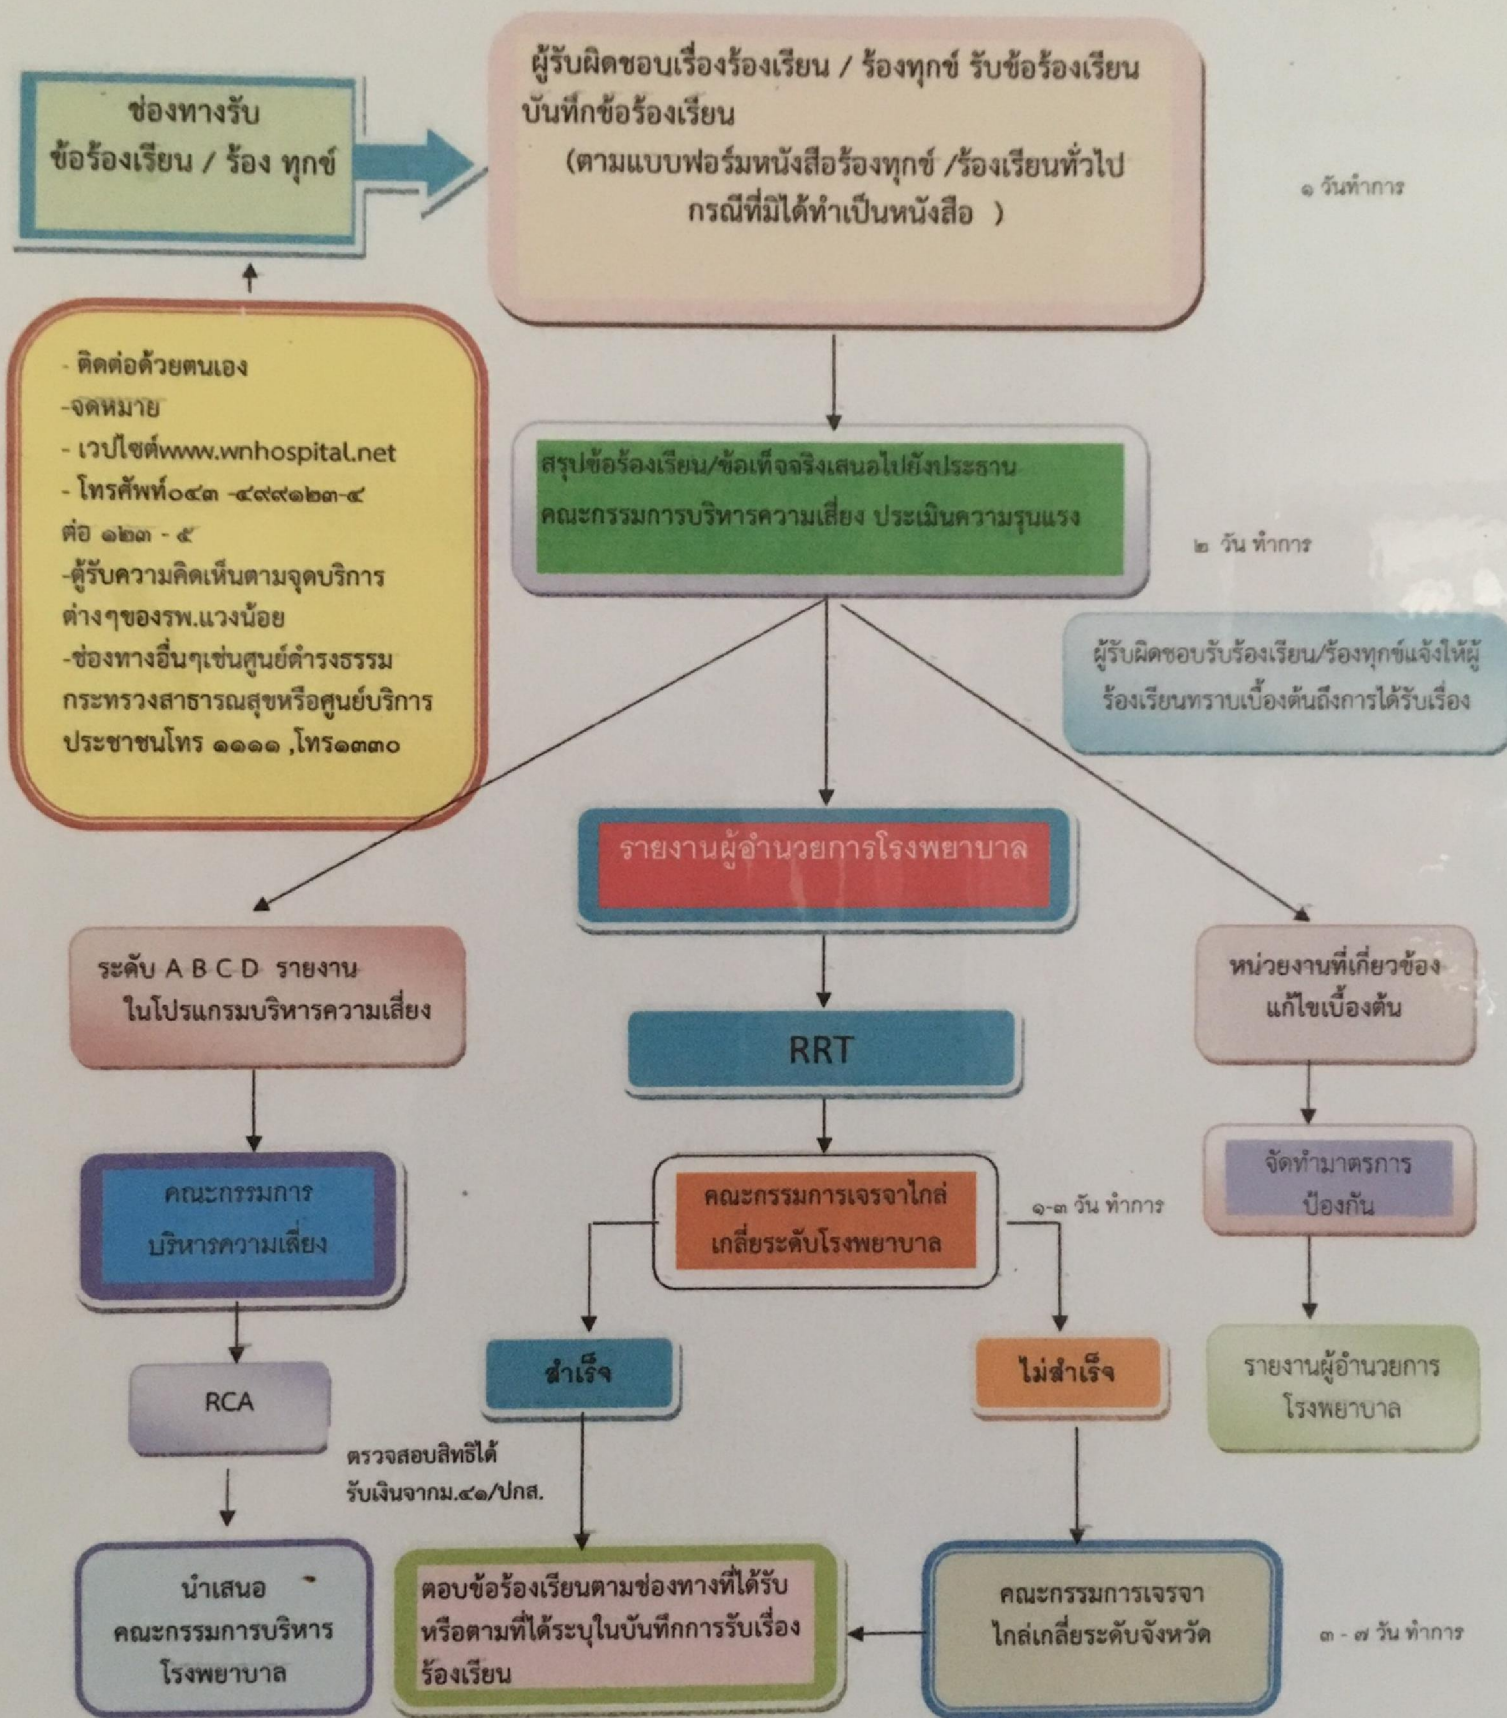 ช่องทางรับ
ข้อร้องเรียน / ร้อง ทุกข์
ผู้รับผิดชอบเรื่องร้องเรียน / ร้องทุกข์ รับข้อร้องเรียน
บันทึกข้อร้องเรียน
(ตามแบบฟอร์มหนังสือร้องทุกข์ /ร้องเรียนทั่วไป
กรณีที่มิได้ทำเป็นหนังสือ )
๑ วันทำการ
- ติดต่อด้วยตนเอง
-จดหมาย
- เวปไซต์www.wnhospital.net
- โทรศัพท์๐๔๓ -๔๙๙๑๒๓-๔
ต่อ ๑๒๓ - ๕
-ตู้รับความคิดเห็นตามจุดบริการ
ต่างๆของรพ.แวงน้อย
-ช่องทางอื่นๆเช่นศูนย์ดำรงธรรม
กระทรวงสาธารณสุขหรือศูนย์บริการ
ประชาชนโทร ๑๑๑๑ ,โทร๑๓๓๐
สรุปข้อร้องเรียน/ข้อเท็จจริงเสนอไปยังประธาน
คณะกรรมการบริหารความเสี่ยง ประเมินความรุนแรง
๒ วัน ทำการ
ผู้รับผิดชอบรับร้องเรียน/ร้องทุกข์แจ้งให้ผู้
ร้องเรียนทราบเบื้องต้นถึงการได้รับเรื่อง
รายงานผู้อำนวยการโรงพยาบาล
ระดับ A B C D รายงาน
ในโปรแกรมบริหารความเสี่ยง
RRT
หน่วยงานที่เกี่ยวข้อง
แก้ไขเบื้องต้น
คณะกรรมการ
บริหารความเสี่ยง
คณะกรรมการเจรจาไกล่
เกลี่ยระดับโรงพยาบาล
๑-๓ วัน ทำการ
จัดทำมาตรการ
ป้องกัน
RCA
สำเร็จ
ไม่สำเร็จ
รายงานผู้อำนวยการ
โรงพยาบาล
ตรวจสอบสิทธิได้
รับเงินจากม.๔๑/ปกส.
นำเสนอ
คณะกรรมการบริหาร
โรงพยาบาล
ตอบข้อร้องเรียนตามช่องทางที่ได้รับ
หรือตามที่ได้ระบุในบันทึกการรับเรื่อง
ร้องเรียน
คณะกรรมการเจรจา
ไกล่เกลี่ยระดับจังหวัด
๓ - ๗ วัน ทำการ